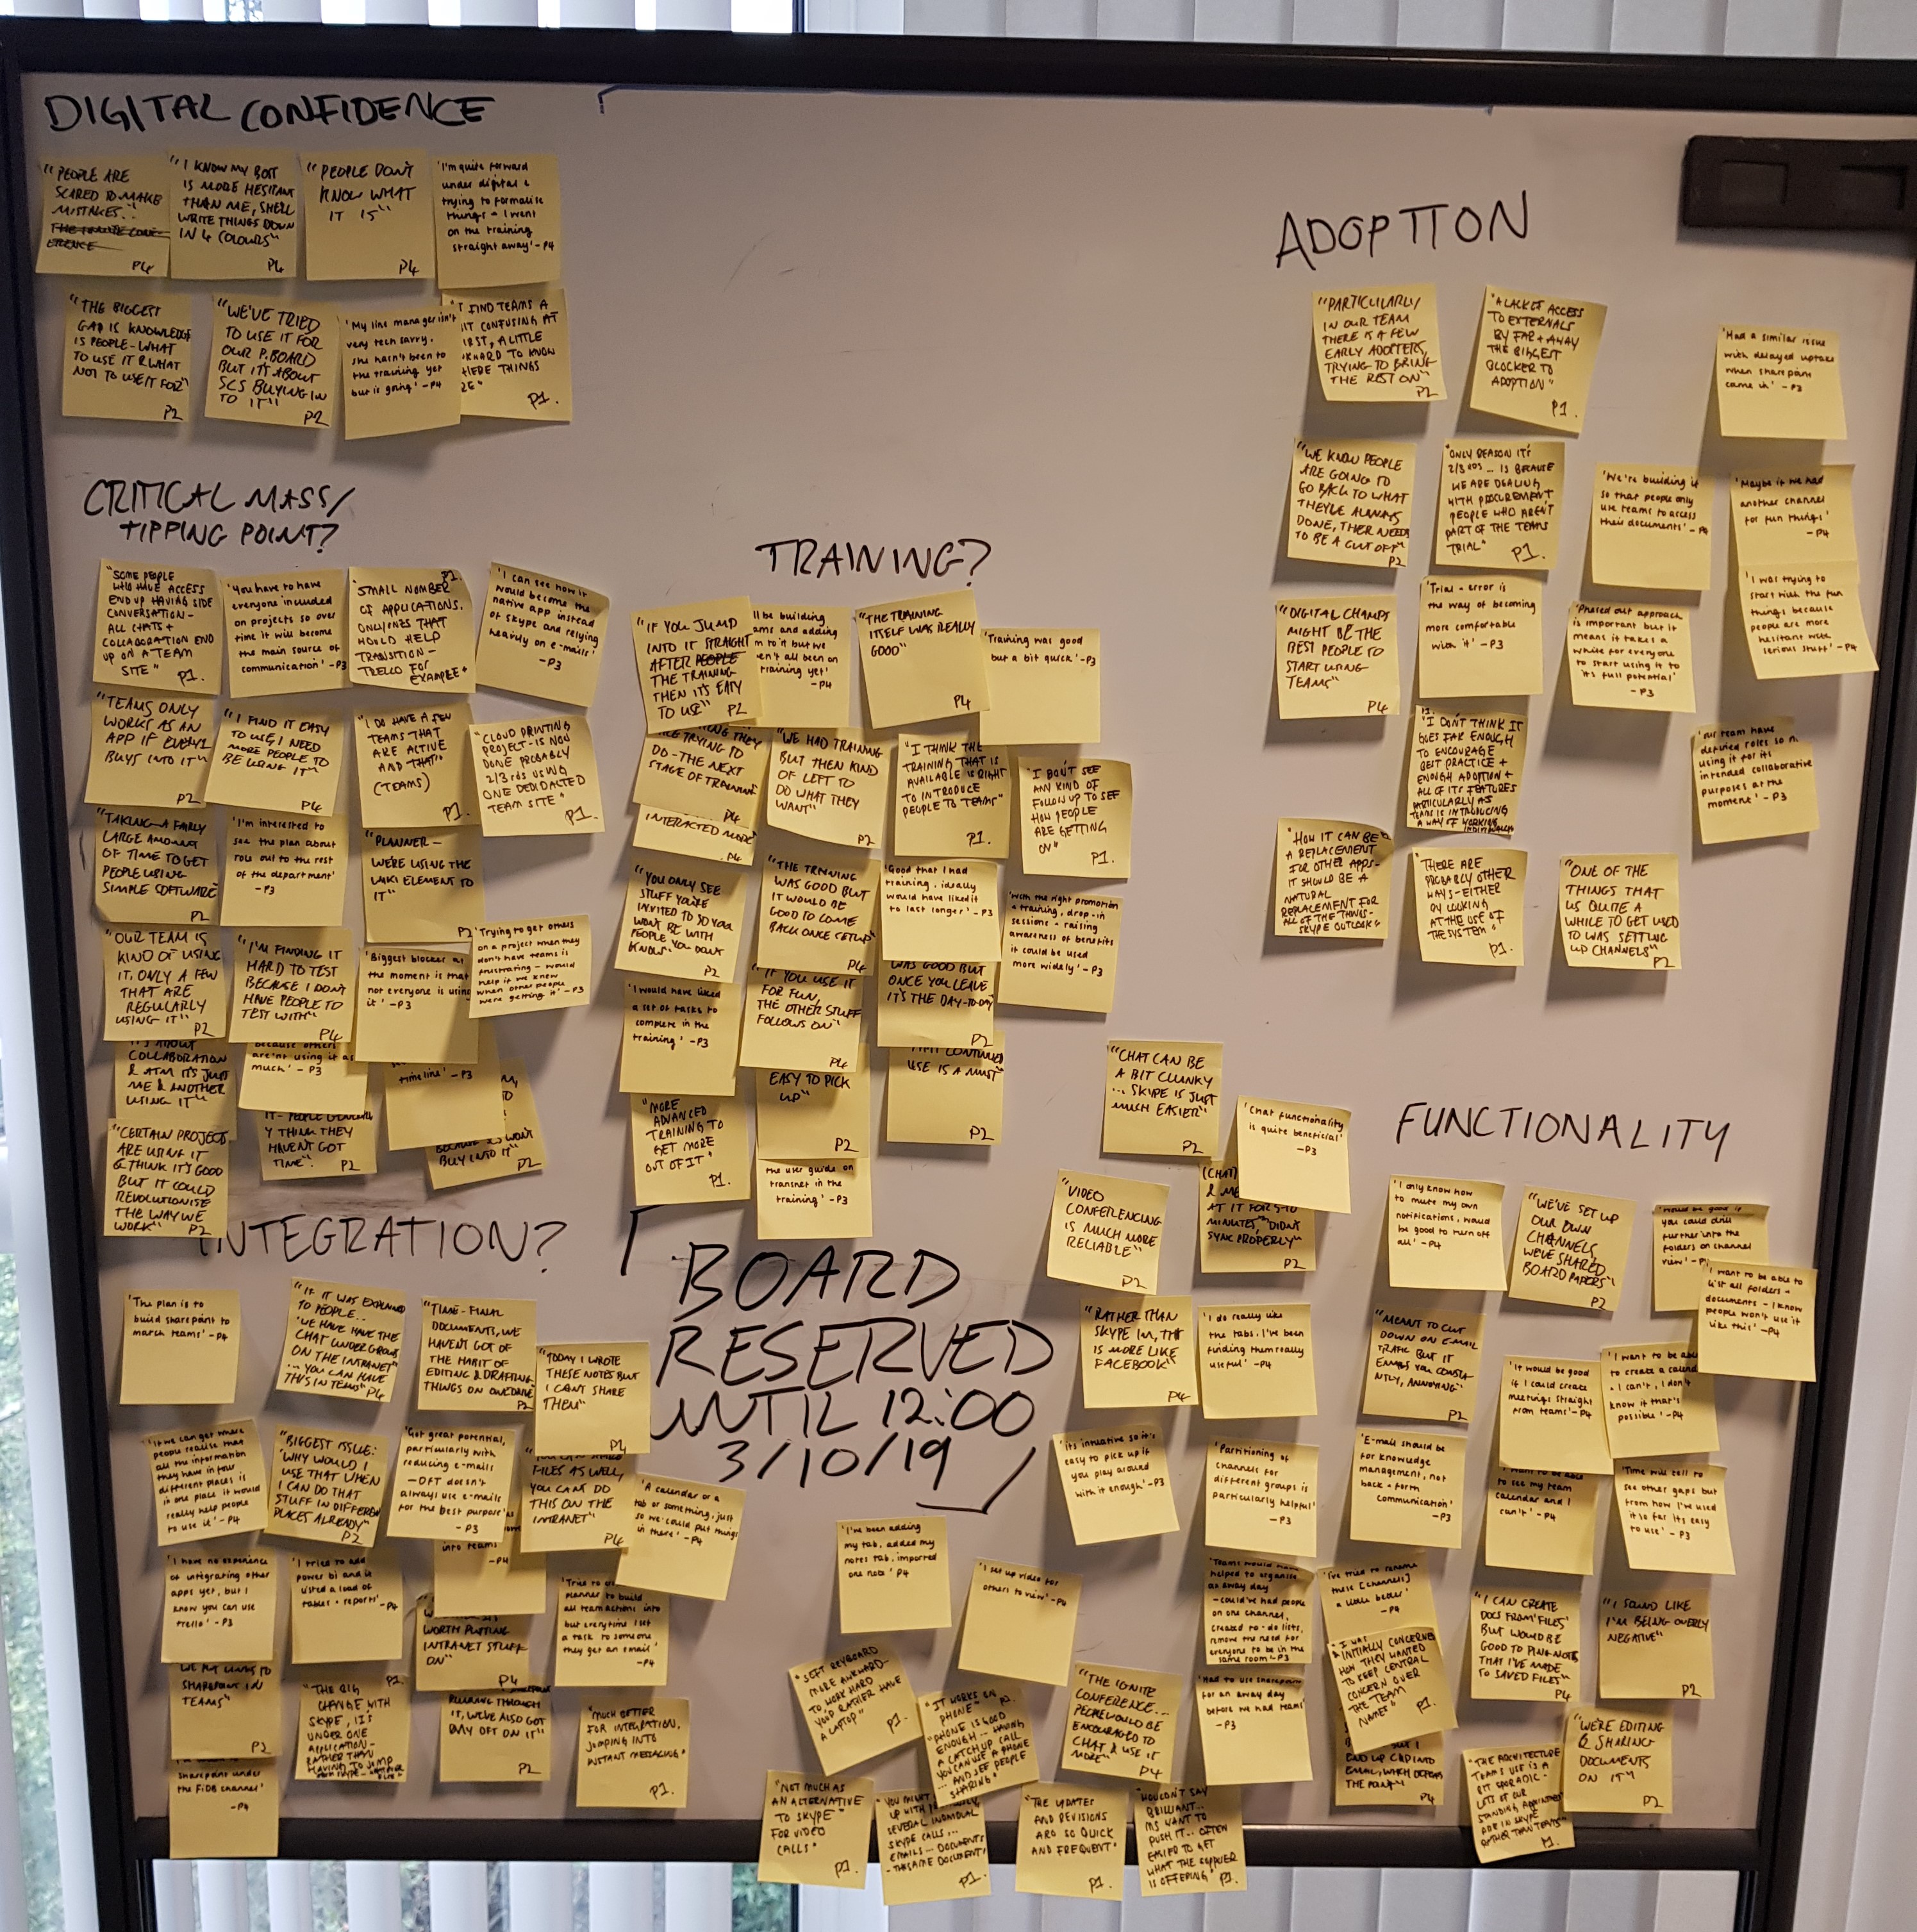 DIGITAL CONFIDENCE
"PEOPLE ARE
SCARED TO MAKE
MISTAKES."
P4
"I KNOW MY BOSS
IS MORE HESITANT
THAN ME, SHE'LL
WRITE THINGS DOWN
IN 4 COLOURS"
P4
"PEOPLE DON'T
KNOW WHAT
IT IS"
P4
'I'm quite forward
under digital &
trying to formalise
things - I went
on the training
straight away' - P4
"THE BIGGEST
GAP IS KNOWLEDGE
IS PEOPLE - WHAT
TO USE IT & WHAT
NOT TO USE IT FOR"
P2
"WE'VE TRIED
TO USE IT FOR
OUR P. BOARD
BUT IT'S ABOUT
SCS BUYING IN
TO IT"
P2
'My line manager isn't
very tech savvy.
she hasn't been to
the training yet
but is going' - P4
I FIND TEAMS A
BIT CONFUSING AT
FIRST, A LITTLE
HARD TO KNOW
WHERE THINGS
P1.
CRITICAL MASS/
TIPPING POINT?
"SOME PEOPLE
WHO HAVE ACCESS
END UP HAVING SIDE
CONVERSATION -
ALL CHATS +
COLLABORATION END
UP ON A TEAM
SITE"
P1.
'You have to have
everyone included
on projects so over
time it will become
the main source of
communication' - P3
P1.
'SMALL NUMBER
OF APPLICATIONS.
ONLY ONES THAT
WOULD HELP
TRANSITION -
TRELLO FOR
EXAMPLE +
'I can see how it
would become the
native app instead
of skype and relying
heavily on e-mails'
- P3
"TEAMS ONLY
WORKS AS AN
APP IF EVERY1
BUYS INTO IT"
P2
"I FIND IT EASY
TO USE, I NEED
MORE PEOPLE TO
BE USING IT"
P4
"I DO HAVE A FEW
TEAMS THAT
ARE ACTIVE
AND THAT'S
(TEAMS)
P1.
"CLOUD PRINTING
PROJECT - IS NOW
DONE PROBABLY
2/3rds USING
ONE DEDIDACTED
TEAM SITE"
P1.
"TAKING A FAIRLY
LARGE AMOUNT
OF TIME TO GET
PEOPLE USING
SIMPLE SOFTWARE"
P2
'I'm interested to
see the plan about
role out to the rest
of the department'
- P3
"PLANNER -
WE'RE USING THE
WIKI ELEMENT TO
IT"
P2
"OUR TEAM IS
KIND OF USING
IT, ONLY A FEW
THAT ARE
REGULARLY
USING IT"
P2
"I'M FINDING IT
HARD TO TEST
BECAUSE I DON'T
HAVE PEOPLE TO
TEST WITH"
P4
'Biggest blocker at
the moment is that
not everyone is using
it' - P3
'Trying to get others
on a project when they
don't have teams is
frustrating - would
help if we knew
when other people
were getting it' - P3
IT'S ABOUT
COLLABORATION
& ATM IT'S JUST
ME & ANOTHER
USING IT"
because others
aren't using it as
much' - P3
timeline' - P3
IT - PEOPLE GENERALL
Y THINK THEY
HAVENT GOT
TIME"
P2
BUY INTO IT"
P2
"CERTAIN PROJECTS
ARE USING IT
& THINK IT'S GOOD
BUT IT COULD
REVOLUTIONISE
THE WAY WE
WORK"
P2
TRAINING?
"IF YOU JUMP
INTO IT STRAIGHT
AFTER PEOPLE
THE TRAINING
THEN IT'S EASY
TO USE"
P2
be building
and adding
to it but we
all been on
training yet'
- P4
"THE TRAINING
ITSELF WAS REALLY
GOOD"
P4
'Training was good
but a bit quick' - P3
TRYING TO
DO - THE NEXT
STAGE OF TRAINING
P4
INTERACTED MORE"
P4
"WE HAD TRAINING
BUT THEN KIND
OF LEFT TO
DO WHAT THEY
WANT"
P2
"I THINK THE
TRAINING THAT IS
AVAILABLE IS RIGHT
TO INTRODUCE
PEOPLE TO TEAMS"
P1.
"I DON'T SEE
ANY KIND OF
FOLLOW UP TO SEE
HOW PEOPLE
ARE GETTING
ON"
P1.
"YOU ONLY SEE
STUFF YOU'RE
INVITED TO SO YOU
WON'T BE WITH
PEOPLE YOU DONT
KNOW"
P2
"THE TRAINING
WAS GOOD BUT
IT WOULD BE
GOOD TO COME
BACK ONCE SETUP"
P4
'Good that I had
training, ideally
would have liked it
to last longer' - P3
'With the right promotion
& training, drop-in
sessions - raising
awareness of benefits
it could be used
more widely' - P3
'I would have liked
a set of tasks to
complete in the
training' - P3
"IF YOU USE IT
FOR FUN,
THE OTHER STUFF
FOLLOWS ON"
P4
WAS GOOD BUT
ONCE YOU LEAVE
IT'S THE DAY-TO-DAY
P2
EASY TO PICK
UP"
P2
CONTINUED
USE IS A MUST"
P2
"MORE
ADVANCED
TRAINING TO
GET MORE
OUT OF IT"
P1.
the user guide on
transnet in the
training' - P3
ADOPTION
"PARTICULARLY
IN OUR TEAM
THERE IS A FEW
EARLY ADOPTERS,
TRYING TO BRING
THE REST ON"
P2
"A LACK OF ACCESS
TO EXTERNALS
BY FAR + AWAY
THE BIGGEST
BLOCKER TO
ADOPTION"
P1.
'Had a similar issue
with delayed uptake
when sharepoint
came in' - P3
"WE KNOW PEOPLE
ARE GOING TO
GO BACK TO WHAT
THEY'VE ALWAYS
DONE, THER NEEDS
TO BE A CUT OFF"
P2
"ONLY REASON IT'S
2/3 rds ... IS BECAUSE
WE ARE DEALING
WITH PROCUREMENT
PEOPLE WHO AREN'T
PART OF THE TEAMS
TRIAL"
P1.
'We're building it
so that people only
use teams to access
their documents' - P4
'Maybe if we had
another channel
for fun things'
- P4
"DIGITAL CHAMPS
MIGHT BE THE
BEST PEOPLE TO
START USING
TEAMS"
P4
'Trial + error is
the way of becoming
more comfortable
with it' - P3
'Phased out approach
is important but it
means it takes a
while for everyone
to start using it to
it's full potential'
- P3
'I was trying to
start with the fun
things because
people are more
hesitant with
serious stuff' - P4
P1.
"I DON'T THINK IT
GOES FAR ENOUGH
TO ENCOURAGE
BEST PRACTICE +
ENOUGH ADOPTION +
ALL OF ITS FEATURES
PARTICULARLY AS
TEAMS IS INTRODUCING
A WAY OF WORKING
'Our team have
defined roles so n
using it for it's
intended collaborative
purposes at the
moment' - P3
"HOW IT CAN BE
A REPLACEMENT
FOR OTHER APPS -
IT SHOULD BE A
NATURAL
REPLACEMENT FOR
ALL OF THE THINGS -
SKYPE OUTLOOK"
"THERE ARE
PROBABLY OTHER
WAYS - EITHER
BY LOOKING
AT THE USE OF
THE SYSTEM"
P1.
"ONE OF THE
THINGS THAT
US QUITE A
WHILE TO GET USED
TO WAS SETTING
UP CHANNELS"
P2
FUNCTIONALITY
"CHAT CAN BE
A BIT CLUNKY
... SKYPE IS JUST
MUCH EASIER"
P2
'Chat functionality
is quite beneficial'
- P3
"VIDEO
CONFERENCING
IS MUCH MORE
RELIABLE"
P2
(CHAT)
AT IT FOR 5-10
MINUTES, DIDN'T
SYNC PROPERLY"
P2
'I only know how
to mute my own
notifications, would
be good to turn off
all' - P4
"WE'VE SET UP
OUR OWN
CHANNELS,
WE'VE SHARED
BOARD PAPERS"
P2
'Would be good if
you could drill
further into the
folders on channel
view'
'I want to be able to
list all folders +
documents - I know
people won't use it
like this' - P4
"RATHER THAN
SKYPE IM, THIS
IS MORE LIKE
FACEBOOK"
P4
'I do really like
the tabs, I've been
finding them really
useful' - P4
"MEANT TO CUT
DOWN ON E-MAIL
TRAFIC BUT IT
EMAILS YOU CONSTA
NTLY, ANNOYING"
P2
'It would be good
if I could create
meetings straight
from teams' - P4
'I want to be able
to create a calend
I can't, I don't
know if that's
possible' - P4
'its intuative so it's
easy to pick up if
you play around
with it enough' - P3
'Partitioning of
channels for
different groups is
particularly helpful'
- P3
'E-mail should be
for knowledge
management, not
back + forth
communication'
- P3
'I want to be able
to see my team
calendar and I
can't' - P4
'Time will tell to
see other gaps but
from how I've used
it so far its easy
to use' - P3
INTEGRATION?
'The plan is to
build sharepoint to
match teams' - P4
"IF IT WAS EXPLAINED
TO PEOPLE..
'WE HAVE HAVE THE
CHAT UNDERGROUND
ON THE INTRANET'
... YOU CAN HAVE
THIS IN TEAMS"
P4
"TIME - FINAL
DOCUMENTS, WE
HAVEN'T GOT OF
THE HABIT OF
EDITING & DRAFTING
THINGS ON ONEDRIVE
P2
"TODAY I WROTE
THESE NOTES BUT
I CAN'T SHARE
THEM"
P4
'If we can get where
people realise that
all the information
they have in four
different places is
in one place it would
really help people
to use it' - P4
"BIGGEST ISSUE:
'WHY WOULD I
USE THAT WHEN
I CAN DO THAT
STUFF IN DIFFERENT
PLACES ALREADY"
P2
'Got great potential,
particularly with
reducing e-mails
- DFT doesn't
always use e-mails
for the best purpose'
- P3
FILES AS WELL,
YOU CAN'T DO
THIS ON THE
INTRANET"
P4
'A calendar or a
tab or something, just
so we could put things
in there' - P4
into teams'
- P4
'I have no experience
of integrating other
apps yet, but I
know you can use
trello' - P3
'I tried to add
power bi and it
listed a load of
tables + reports' - P4
'Tried to
planner to build
all team actions into
but everytime i set
a task to someone
they get an email'
- P4
WORTH PUTTING
INTRANET STUFF
ON"
P4
WE PUT LINKS TO
SHAREPOINT IN
TEAMS"
P2
P1.
"THE BIG
CHANGE WITH
SKYPE, IT'S
UNDER ONE
APPLICATION -
RATHER THAN
HAVING TO JUMP
RUNNING THROUGH
IT, WE'VE ALSO GOT
DAY OFF ON IT"
P2
"MUCH BETTER
FOR INTEGRATION.
JUMPING INTO
INSTANT MESSAGING"
P1.
sharepoint under
the FiDB channel'
- P4
BOARD
RESERVED
UNTIL 12:00
3/10/19
'I've been adding
my tab, added my
notes tab, imported
one note' P4
'I set up video for
others to view' - P4
'Teams would have
helped to organise
an away day
- could've had people
on one channel,
created to-do lists,
remove the need for
everyone to be in the
same room' - P3
'I've tried to rename
these [channels]
a while before'
- P4
"I CAN CREATE
DOCS FROM 'FILES'
BUT WOULD BE
GOOD TO PIN NOTES
THAT I'VE MADE
TO SAVED FILES"
P4
"I SOUND LIKE
I'M BEING OVERLY
NEGATIVE"
P2
"SOFT KEYBOARD
MORE AWKWARD -
TO WORK HARD
YOU'D RATHER HAVE
LAPTOP"
P1.
"IT WORKS ON
PHONE"
P1.
PHONE IS GOOD
ENOUGH ... HAVING
A CATCH UP CALL
YOU CAN USE A PHONE
... AND SEE PEOPLE
SHARING"
"THE IGNITE
CONFERENCE...
PEOPLE WOULD BE
ENCOURAGED TO
CHAT & USE IT
MORE"
P4
'Had to use sharepoint
for an away day
before we had teams'
- P3
"I WAS
INITIALLY CONCERNED
HOW THEY WANTED
TO KEEP CENTRAL
CONCERN OVER
THE TEAM
NAMES"
P1.
END UP CAP INTO
EMAIL, WHICH DEFEATS
THE POINT"
P4
"THE ARCHITECTURE
TEAMS USE IS A
BIT SPORADIC -
LOTS OF OUR
STANDING APPOINTMENTS
ARE IN SKYPE
RATHER THAN TEAMS"
P1.
"WE'RE EDITING
& SHARING
DOCUMENTS
ON IT"
P2
"NOT MUCH AS
AN ALTERNATIVE
TO SKYPE
FOR VIDEO
CALLS"
P1.
"YOU MIGHT
UP WITH
SEVERAL INDIVIDUAL
SKYPE CALLS...
EMAILS... DOCUMENTS
- THE SAME DOCUMENT"
P1.
"THE UPDATES
AND REVISIONS
ARE SO QUICK
AND FREQUENT"
P1.
WOULDN'T SAY
BRILLIANT...
MS WANT TO
PUSH IT... OFTEN
EASIER TO GET
WHAT THE SUPPLIER
IS OFFERING"
P1.